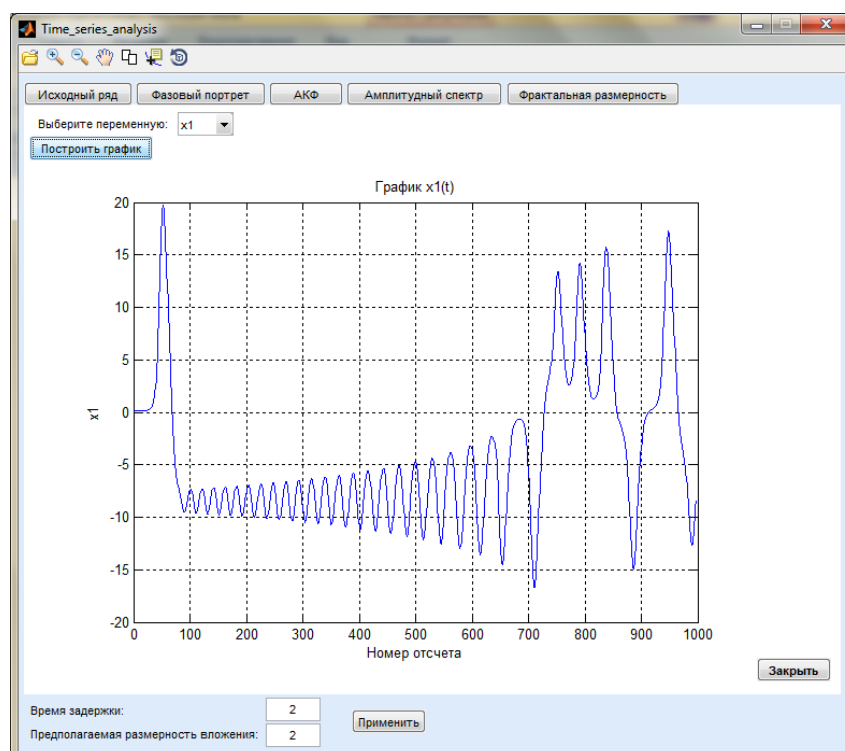 Time_series_analysis
Исходный ряд Фазовый портрет АКФ Амплитудный спектр Фрактальная размерность
Выберите переменную: x1
Построить график
График x1(t)
20
15
10
5
0
-5
-10
-15
-20
x1
0 100 200 300 400 500 600 700 800 900 1000
Номер отсчета
Закрыть
Время задержки: 2
Применить
Предполагаемая размерность вложения: 2